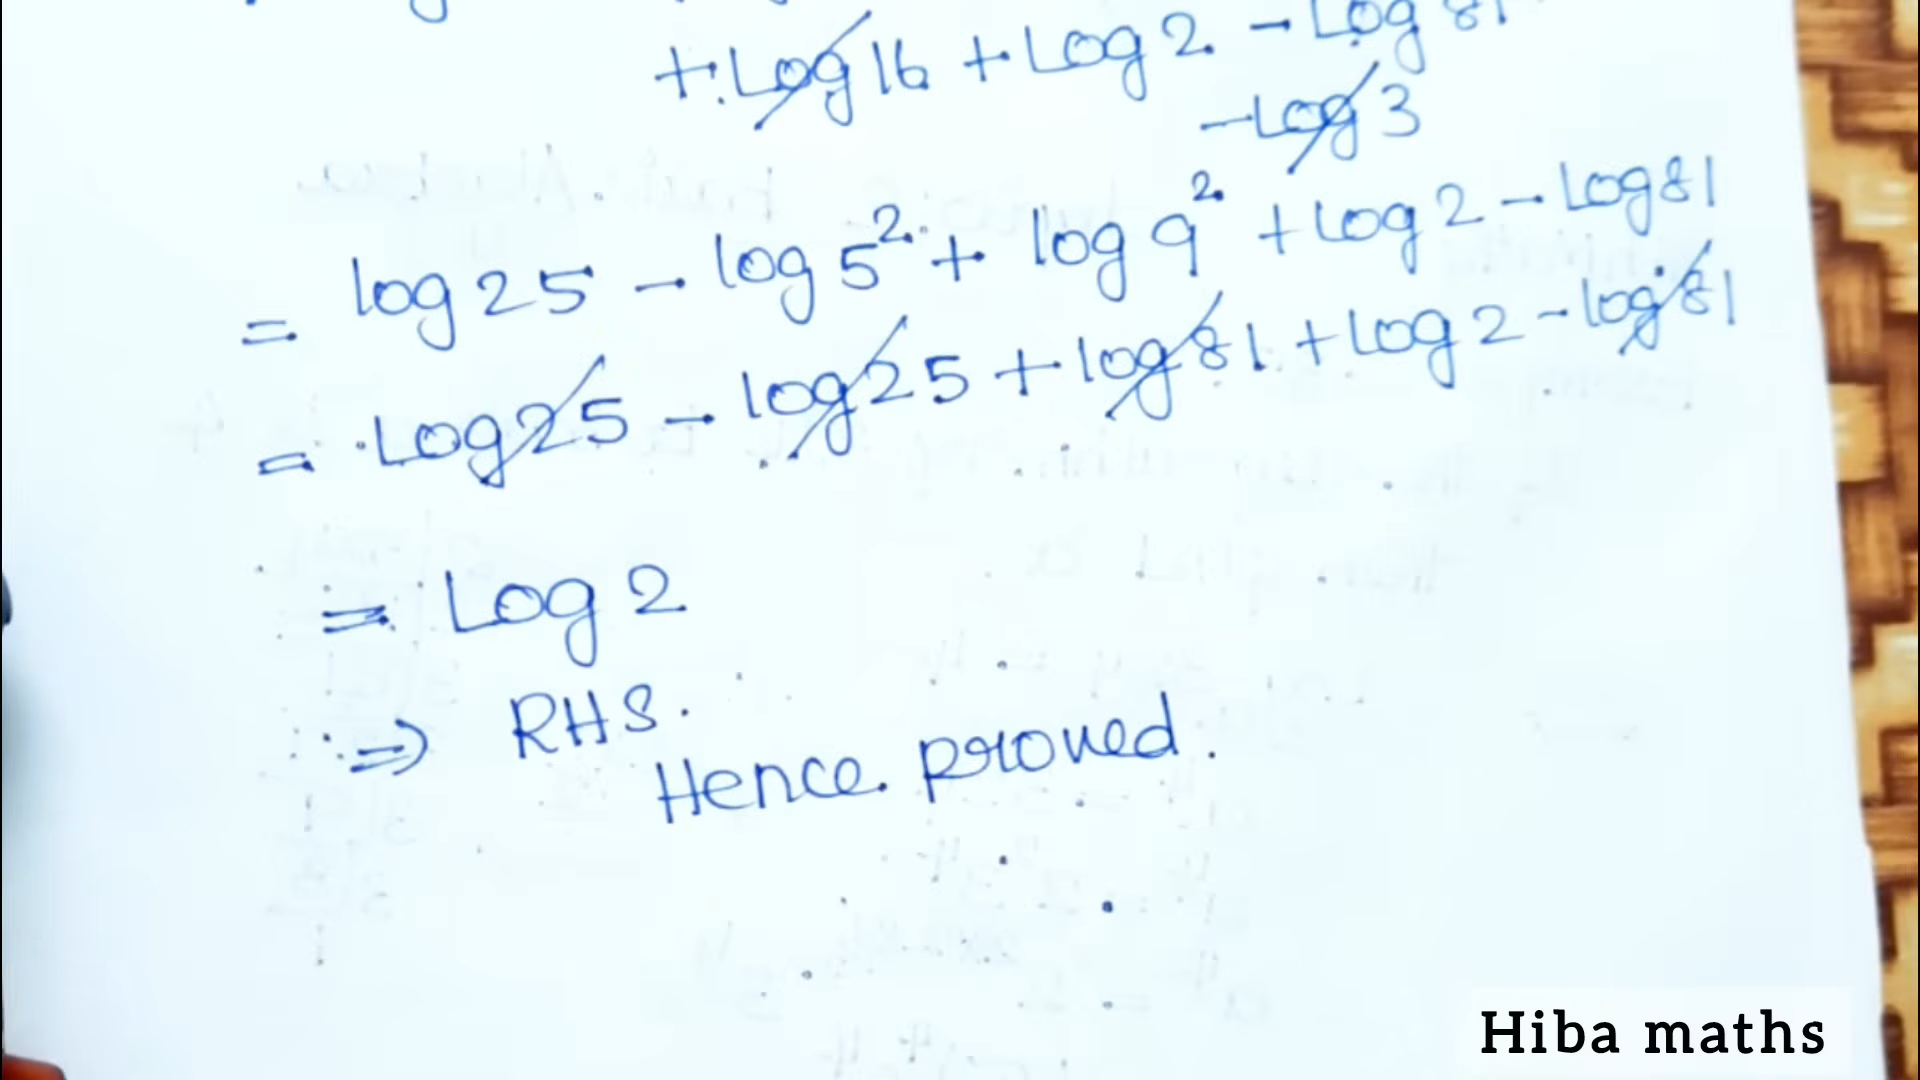 + log 16 + log 2 - log 81
- log 3
= log 25 - log 5² + log 9² + log 2 - log 81
= log 25 - log 25 + log 81 + log 2 - log 81
= log 2
⇒ RHS.
Hence proved.
Hiba maths